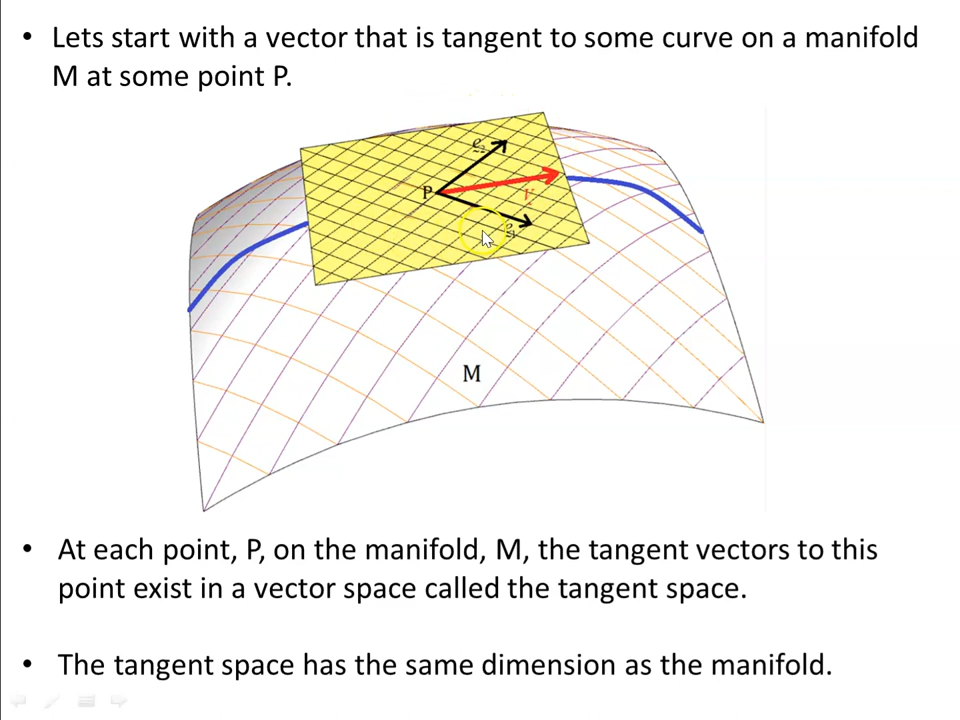 • Lets start with a vector that is tangent to some curve on a manifold
M at some point P.
e₂
P
V
e₁
M
• At each point, P, on the manifold, M, the tangent vectors to this
point exist in a vector space called the tangent space.
• The tangent space has the same dimension as the manifold.